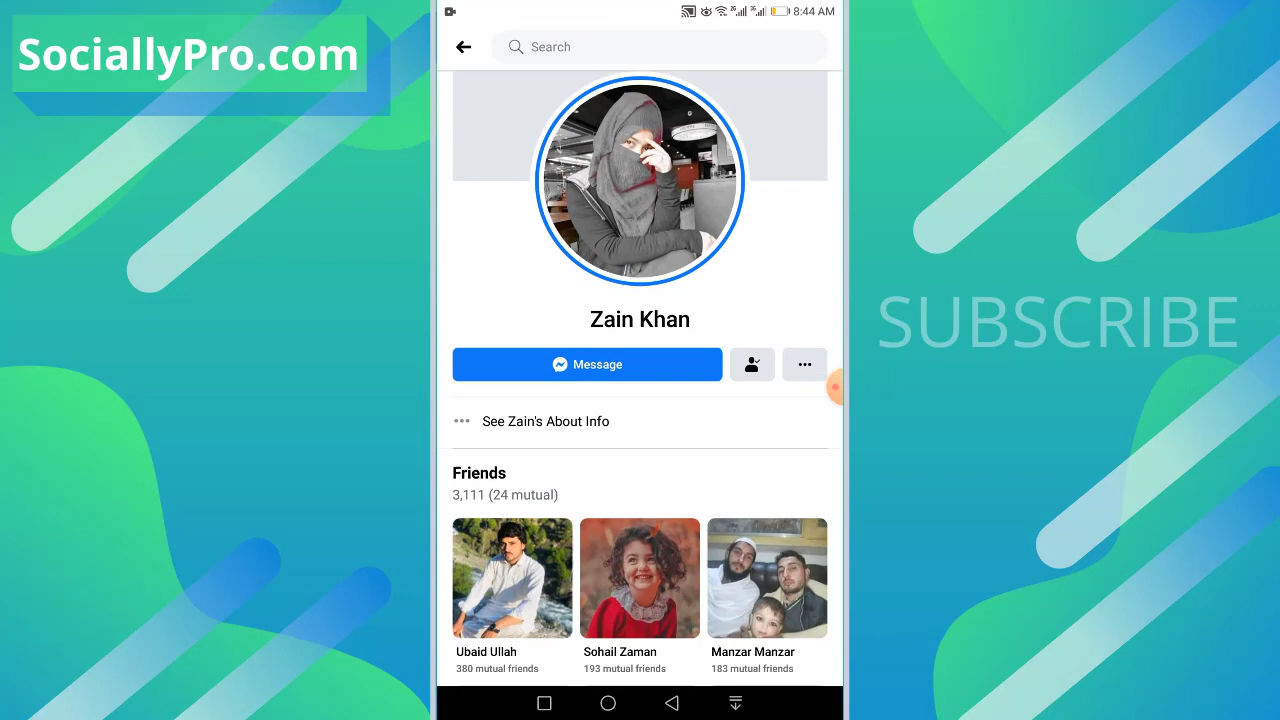 SociallyPro.com
8:44 AM
Search
Zain Khan
Message
See Zain's About Info
Friends
3,111 (24 mutual)
Ubaid Ullah
380 mutual friends
Sohail Zaman
193 mutual friends
Manzar Manzar
183 mutual friends
SUBSCRIBE